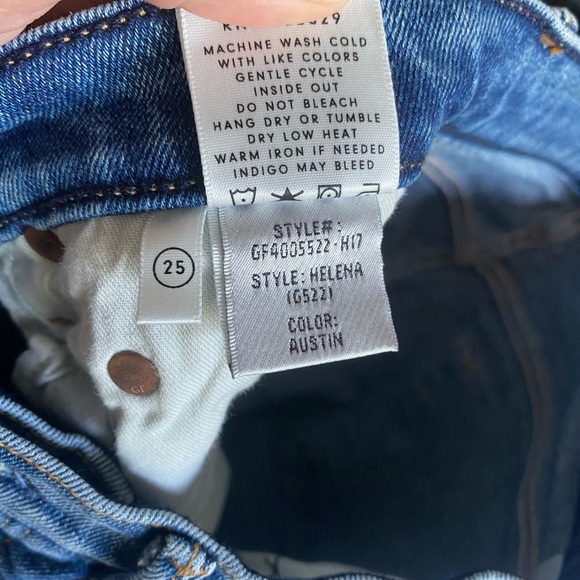 MACHINE WASH COLD
WITH LIKE COLORS
GENTLE CYCLE
INSIDE OUT
DO NOT BLEACH
HANG DRY OR TUMBLE
DRY LOW HEAT
WARM IRON IF NEEDED
INDIGO MAY BLEED
25
STYLE#:
GF4005522-H17
STYLE: HELENA
(G522)
COLOR:
AUSTIN